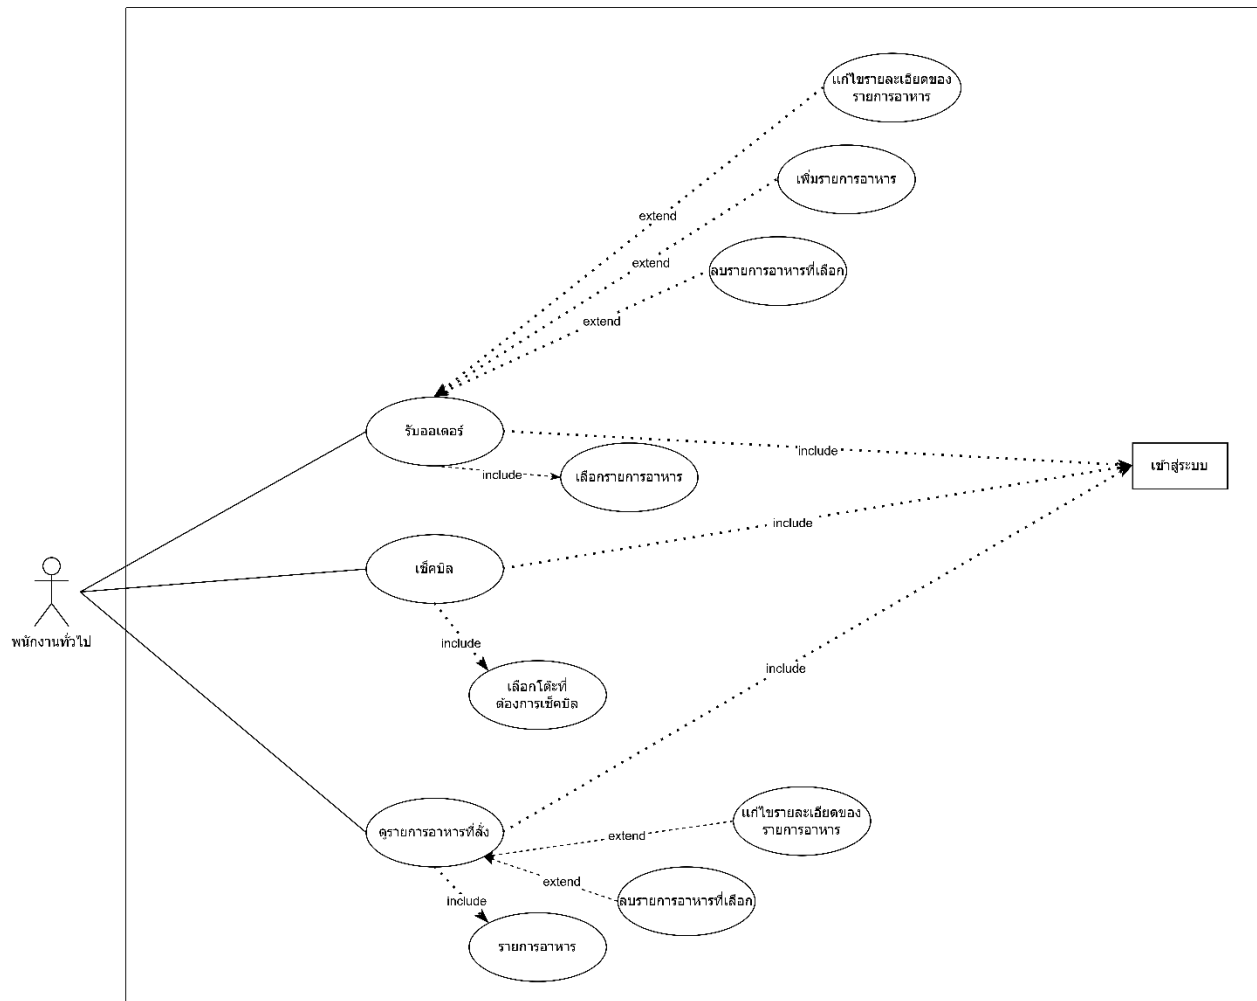 แก้ไขรายละเอียดของ
รายการอาหาร
เพิ่มรายการอาหาร
extend
extend
ลบรายการอาหารที่เลือก
extend
รับออเดอร์
include
include
เลือกรายการอาหาร
เข้าสู่ระบบ
include
เช็คบิล
พนักงานทั่วไป
include
include
เลือกโต๊ะที่
ต้องการเช็คบิล
แก้ไขรายละเอียดของ
รายการอาหาร
ดูรายการอาหารที่สั่ง
extend
extend
ลบรายการอาหารที่เลือก
include
รายการอาหาร